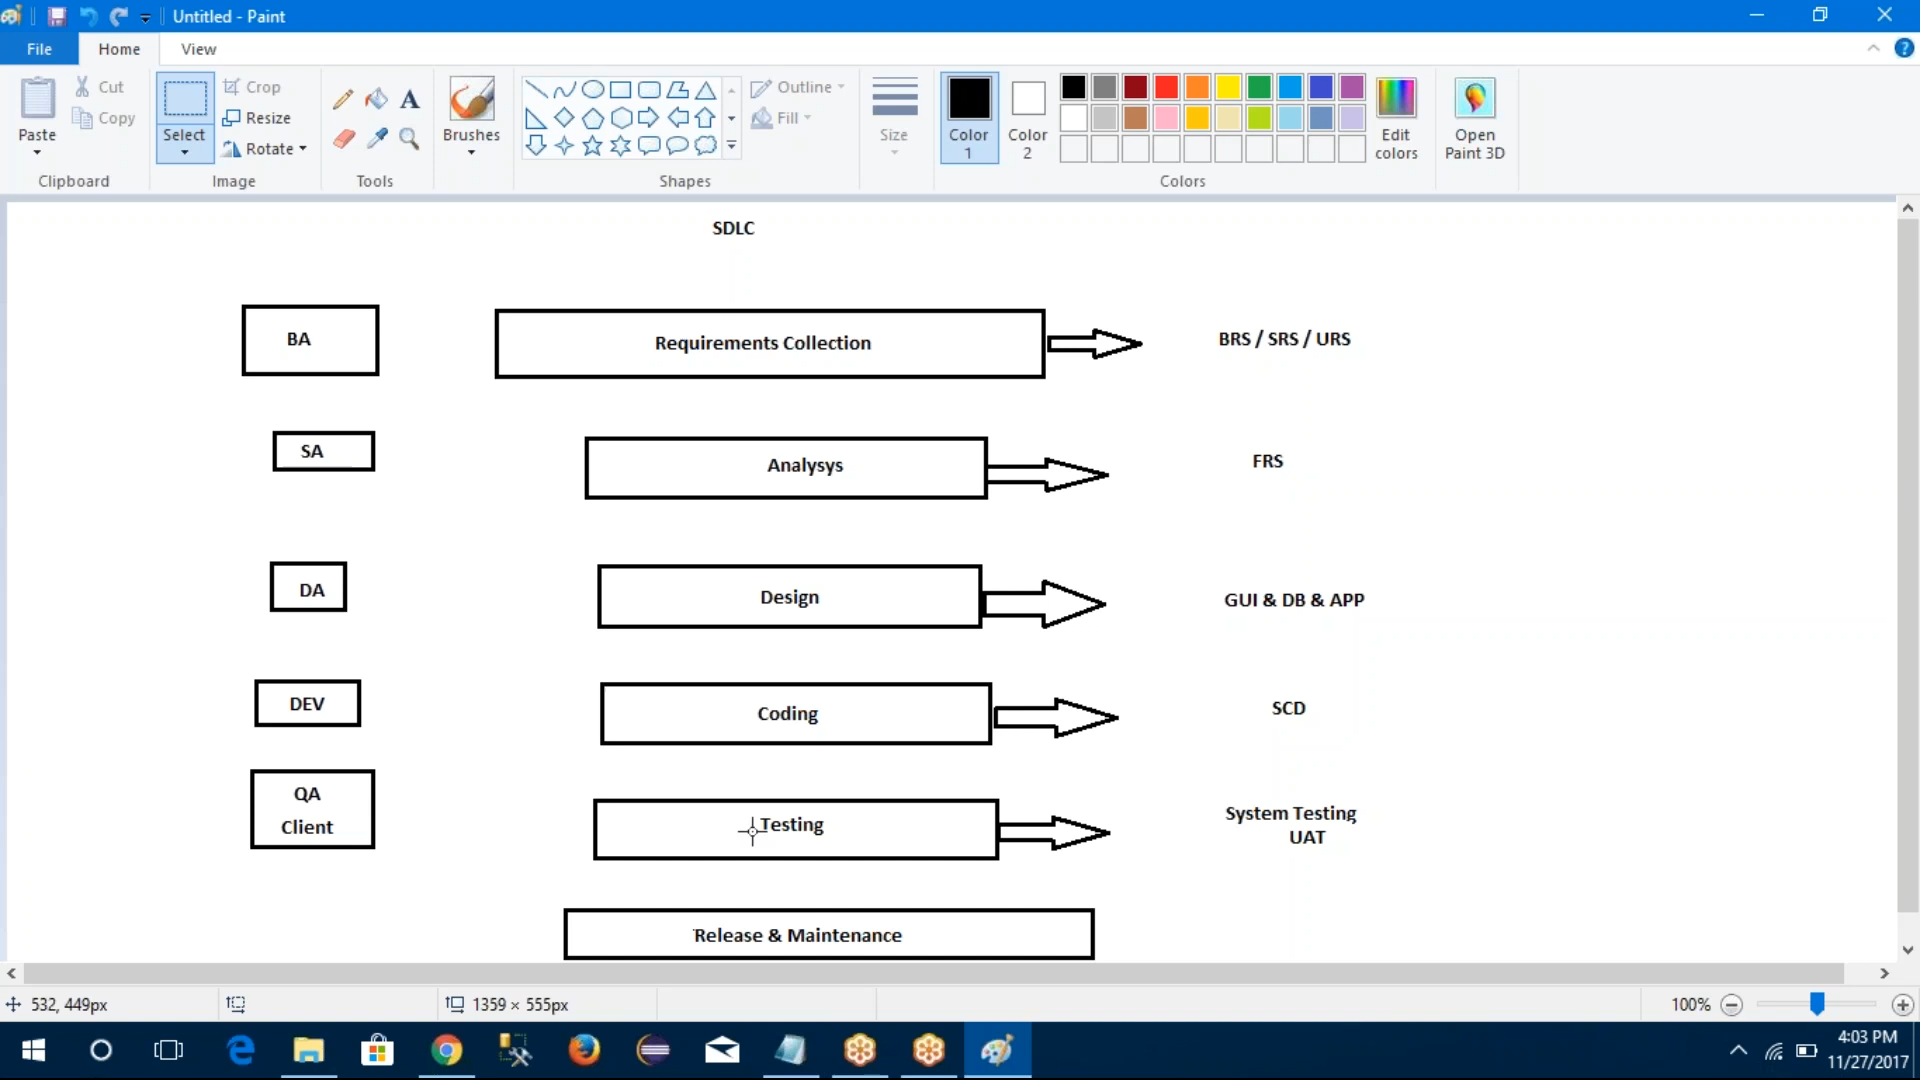 Untitled - Paint
File Home View
Paste
Cut
Copy
Clipboard
Select
Crop
Resize
Rotate
Image
A
Tools
Brushes
Shapes
Outline
Fill
Size
Color 1
Color 2
Colors
Edit colors
Open Paint 3D
SDLC
BA Requirements Collection BRS / SRS / URS
SA Analysys FRS
DA Design GUI & DB & APP
DEV Coding SCD
QA
Client
Testing
System Testing
UAT
Release & Maintenance
532, 449px 1359 × 555px 100%
4:03 PM
11/27/2017